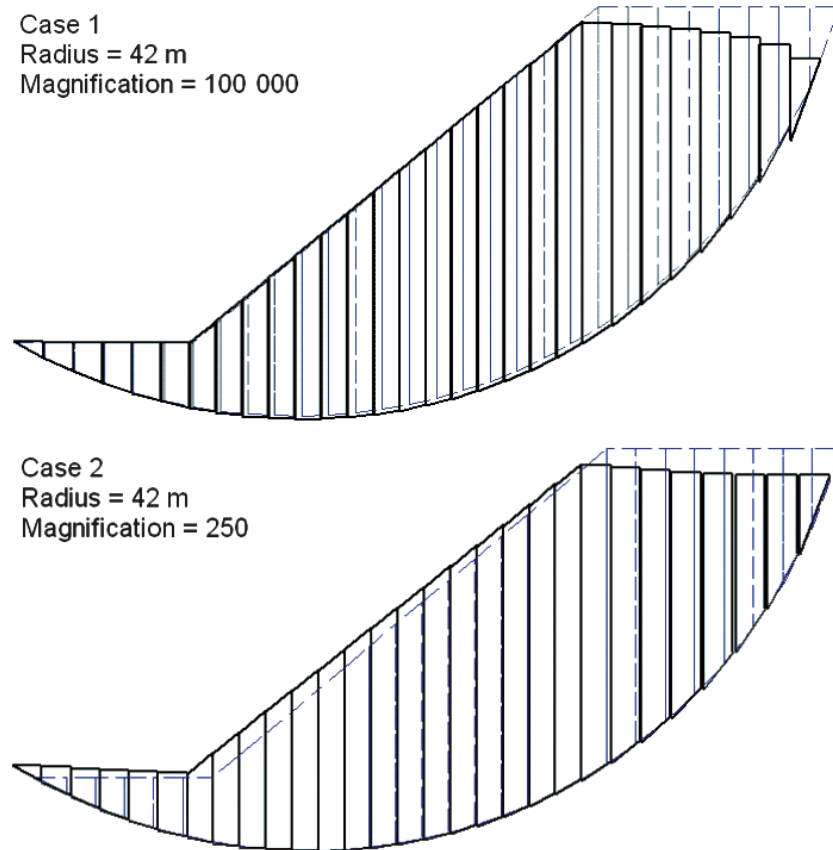 Case 1
Radius = 42 m
Magnification = 100 000
Case 2
Radius = 42 m
Magnification = 250